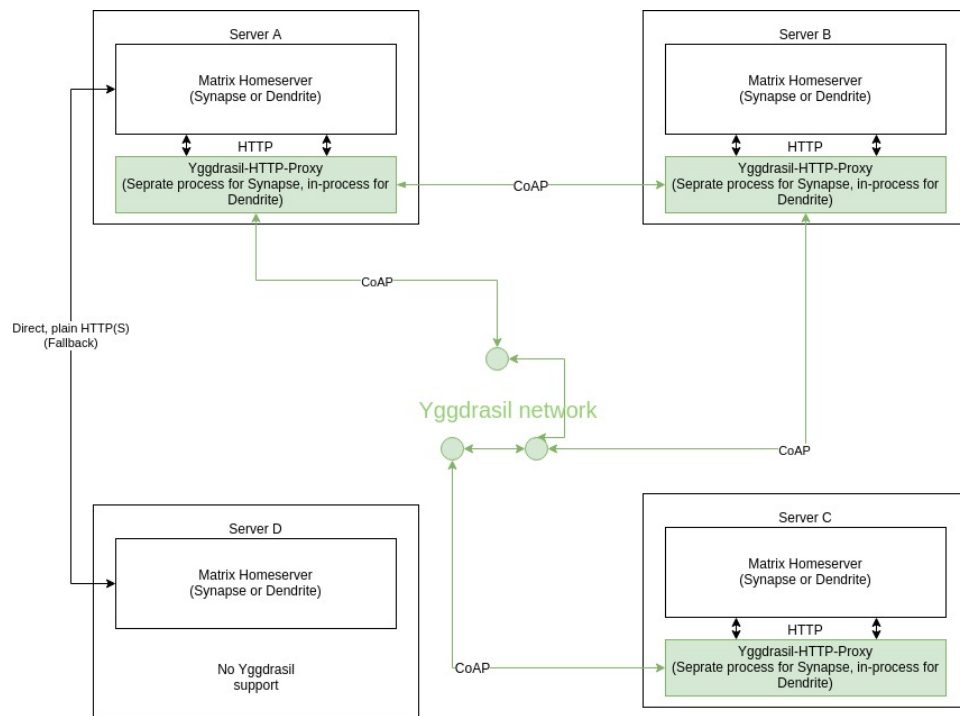 Server A
Matrix Homeserver
(Synapse or Dendrite)
HTTP
Yggdrasil-HTTP-Proxy
(Seprate process for Synapse, in-process for
Dendrite)
Server B
Matrix Homeserver
(Synapse or Dendrite)
HTTP
Yggdrasil-HTTP-Proxy
(Seprate process for Synapse, in-process for
Dendrite)
CoAP
CoAP
Direct, plain HTTP(S)
(Fallback)
Yggdrasil network
CoAP
Server D
Matrix Homeserver
(Synapse or Dendrite)
No Yggdrasil
support
Server C
Matrix Homeserver
(Synapse or Dendrite)
HTTP
Yggdrasil-HTTP-Proxy
(Seprate process for Synapse, in-process for
Dendrite)
CoAP